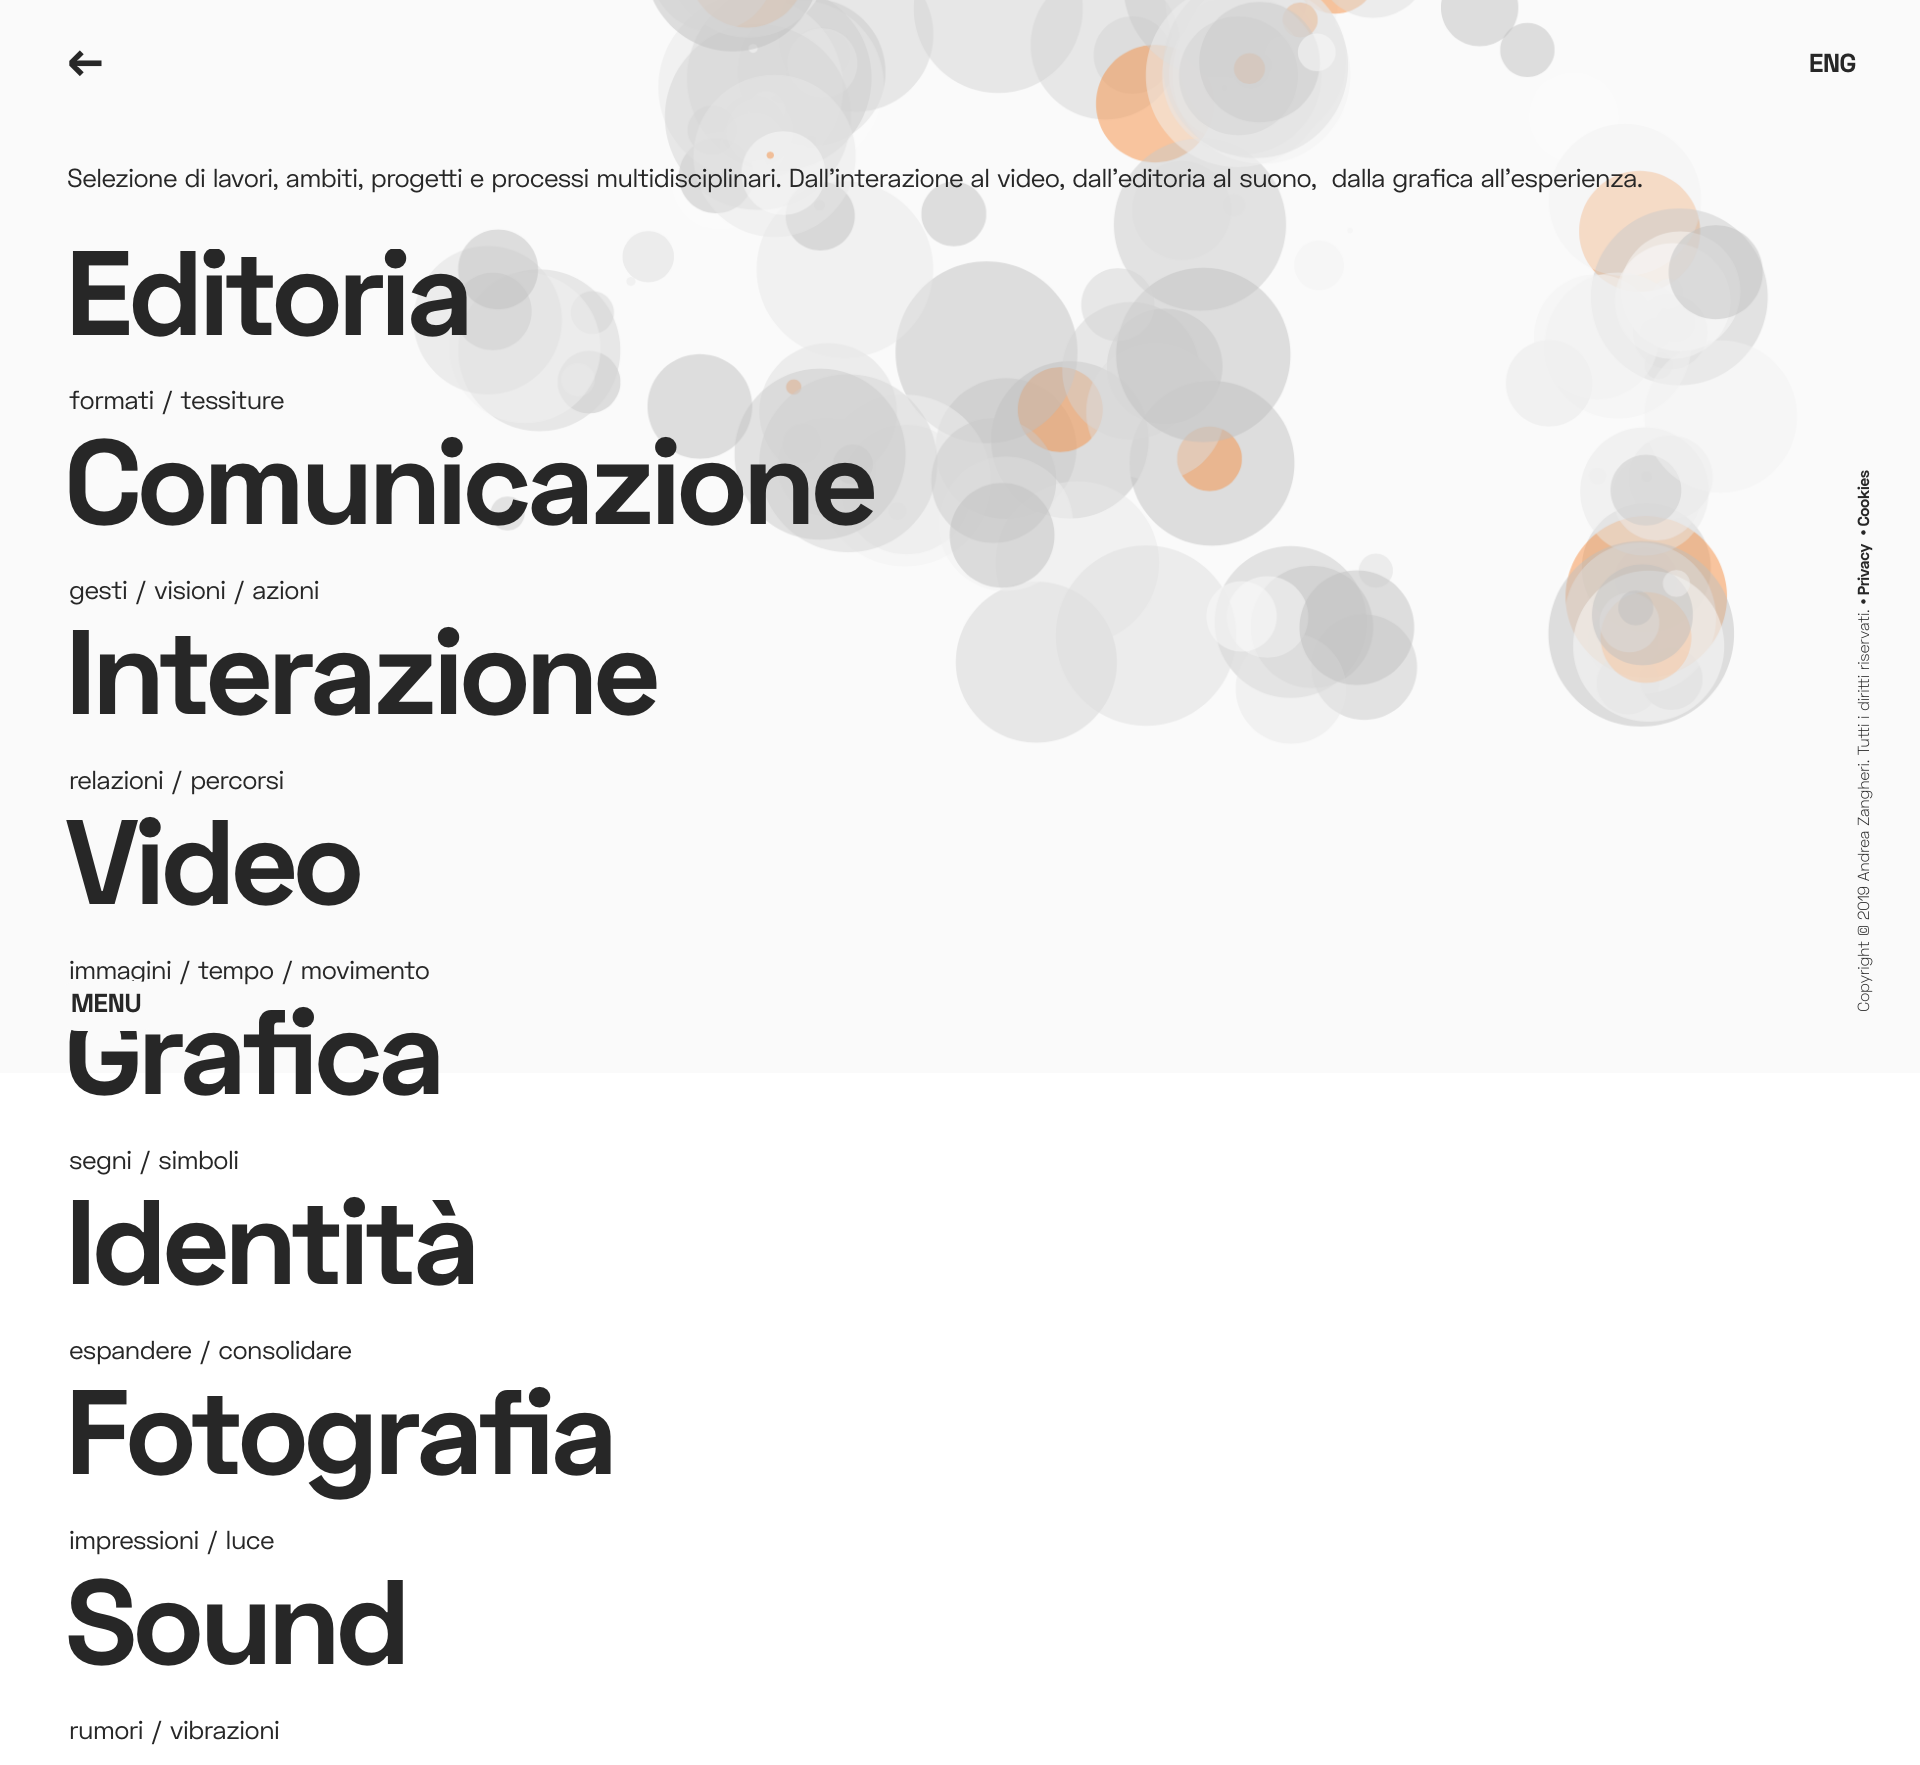 ENG
Selezione di lavori, ambiti, progetti e processi multidisciplinari. Dall’interazione al video, dall’editoria al suono,  dalla grafica all’esperienza.
Editoria
formati / tessiture
Comunicazione
gesti / visioni / azioni
Interazione
relazioni / percorsi
Video
immagini / tempo / movimento
MENU
Grafica
segni / simboli
Identità
espandere / consolidare
Fotografia
impressioni / luce
Sound
rumori / vibrazioni
Copyright © 2019 Andrea Zangheri. Tutti i diritti riservati. • Privacy • Cookies